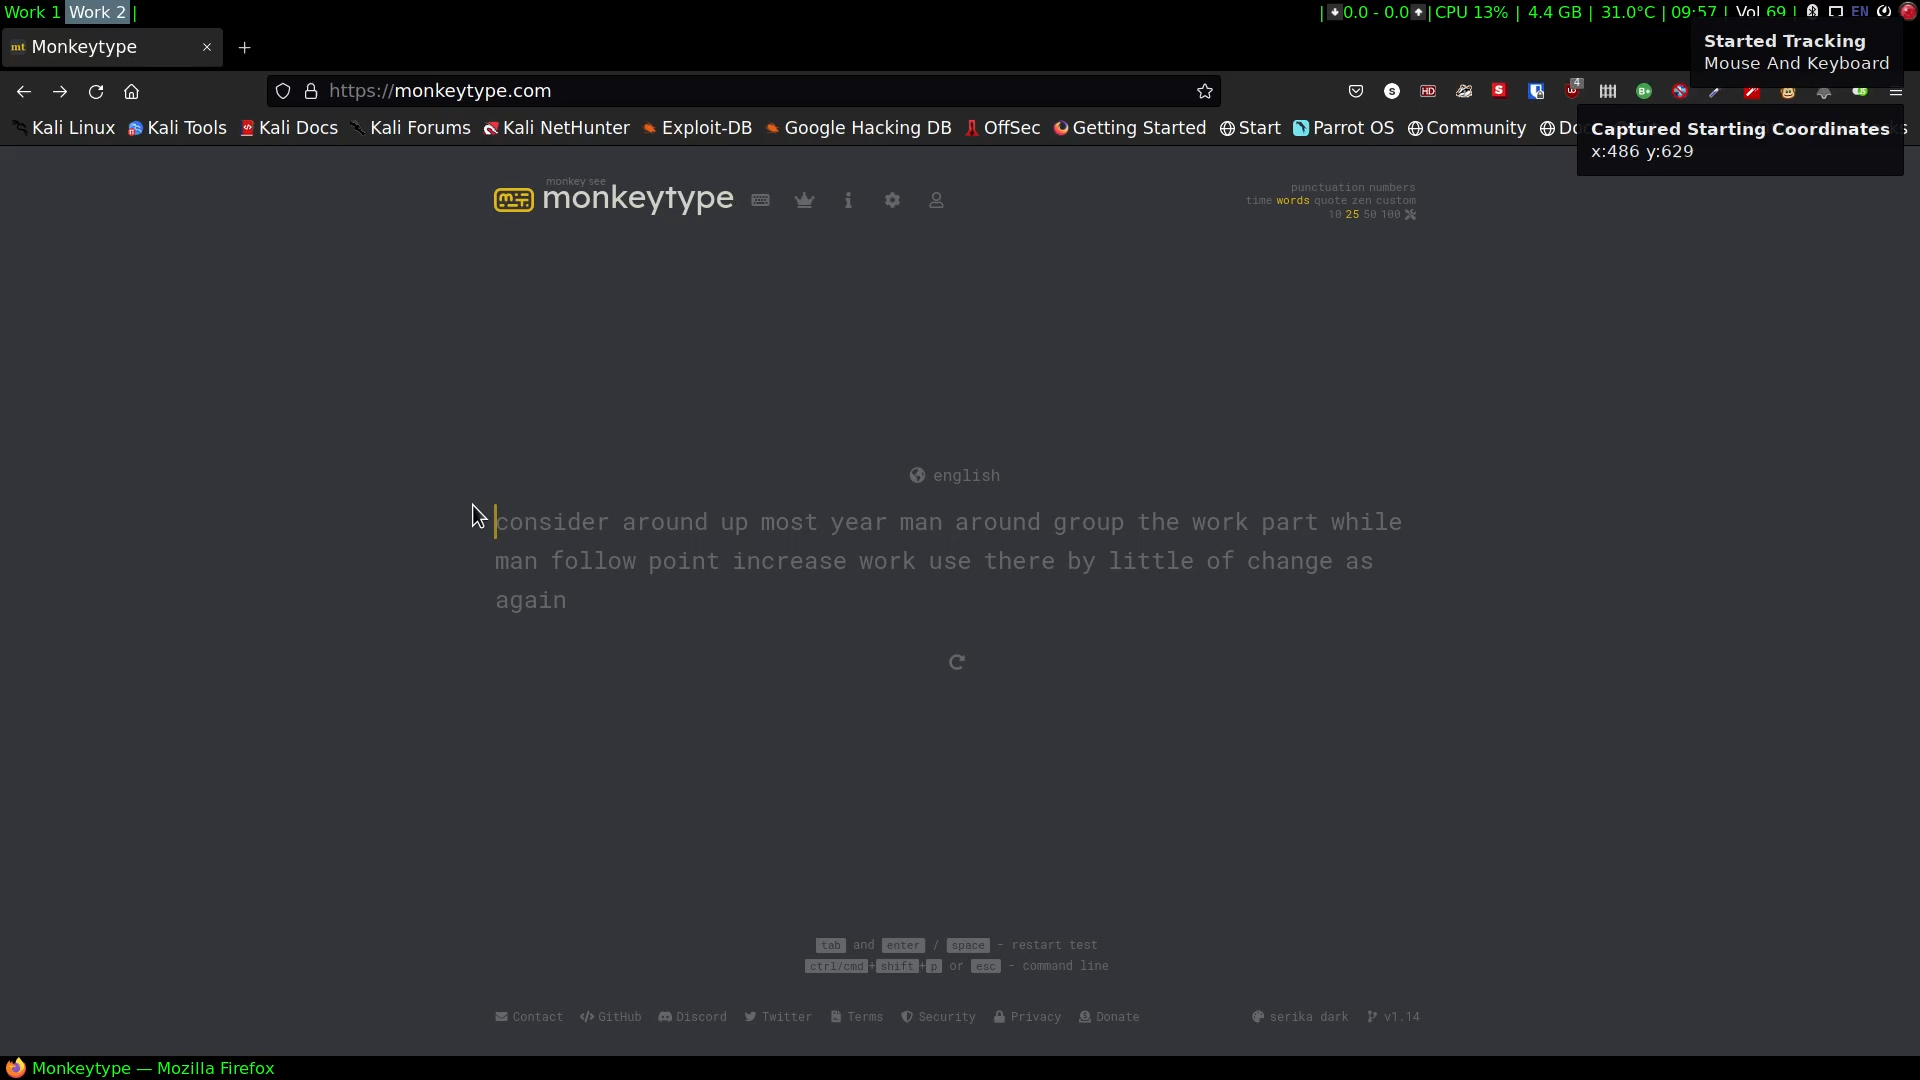 Work 1 Work 2 |
| 0.0 - 0.0 | CPU 13% | 4.4 GB | 31.0°C | 09:57 | Vol 69 | EN
mt Monkeytype × +
Started Tracking
Mouse And Keyboard
https://monkeytype.com
S HD S 4 B+
Kali Linux Kali Tools Kali Docs Kali Forums Kali NetHunter Exploit-DB Google Hacking DB OffSec Getting Started Start Parrot OS Community
Captured Starting Coordinates
x:486 y:629
monkey see
monkeytype
punctuation numbers
time words quote zen custom
10 25 50 100
english
consider around up most year man around group the work part while
man follow point increase work use there by little of change as
again
tab and enter / space - restart test
ctrl/cmd+shift+p or esc - command line
Contact GitHub Discord Twitter Terms Security Privacy Donate serika dark v1.14
Monkeytype — Mozilla Firefox